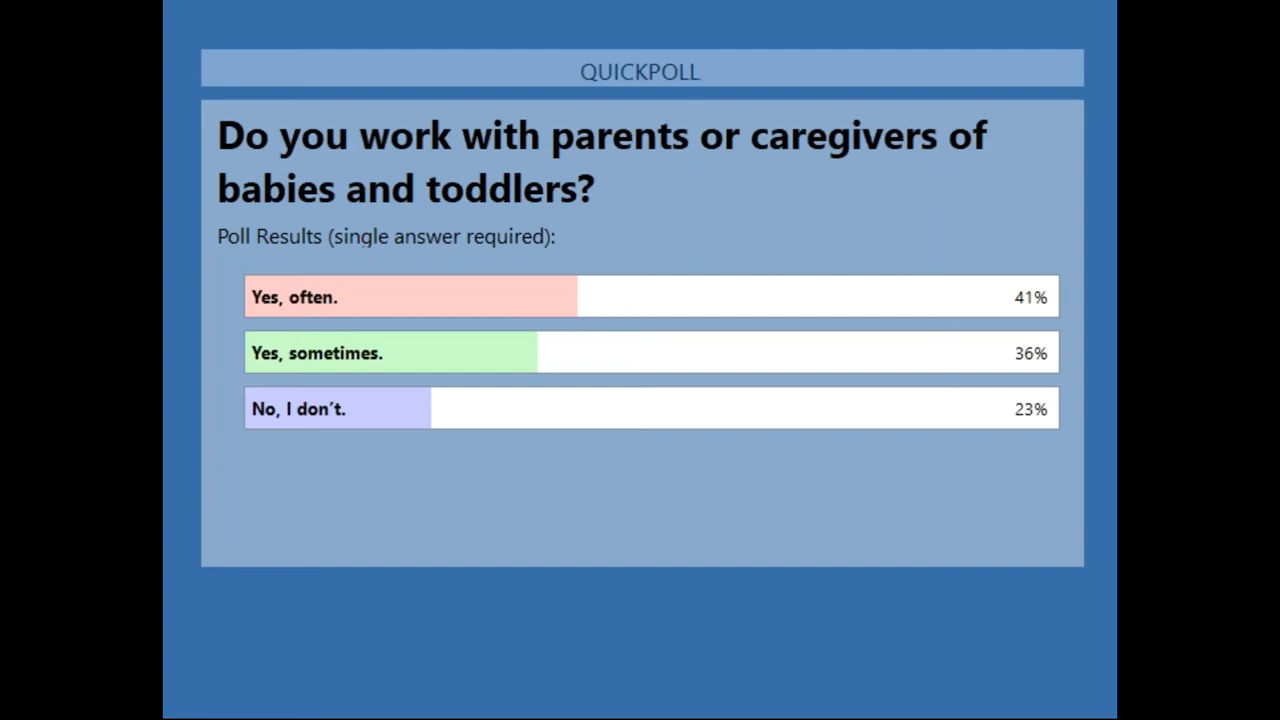 QUICKPOLL
Do you work with parents or caregivers of
babies and toddlers?
Poll Results (single answer required):
Yes, often. 41%
Yes, sometimes. 36%
No, I don’t. 23%